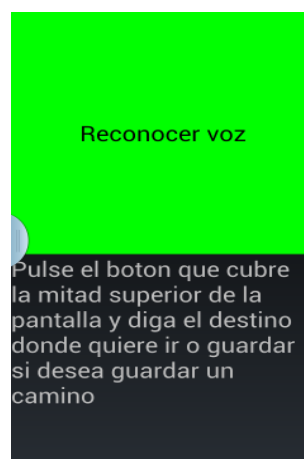 Reconocer voz
Pulse el boton que cubre
la mitad superior de la
pantalla y diga el destino
donde quiere ir o guardar
si desea guardar un
camino